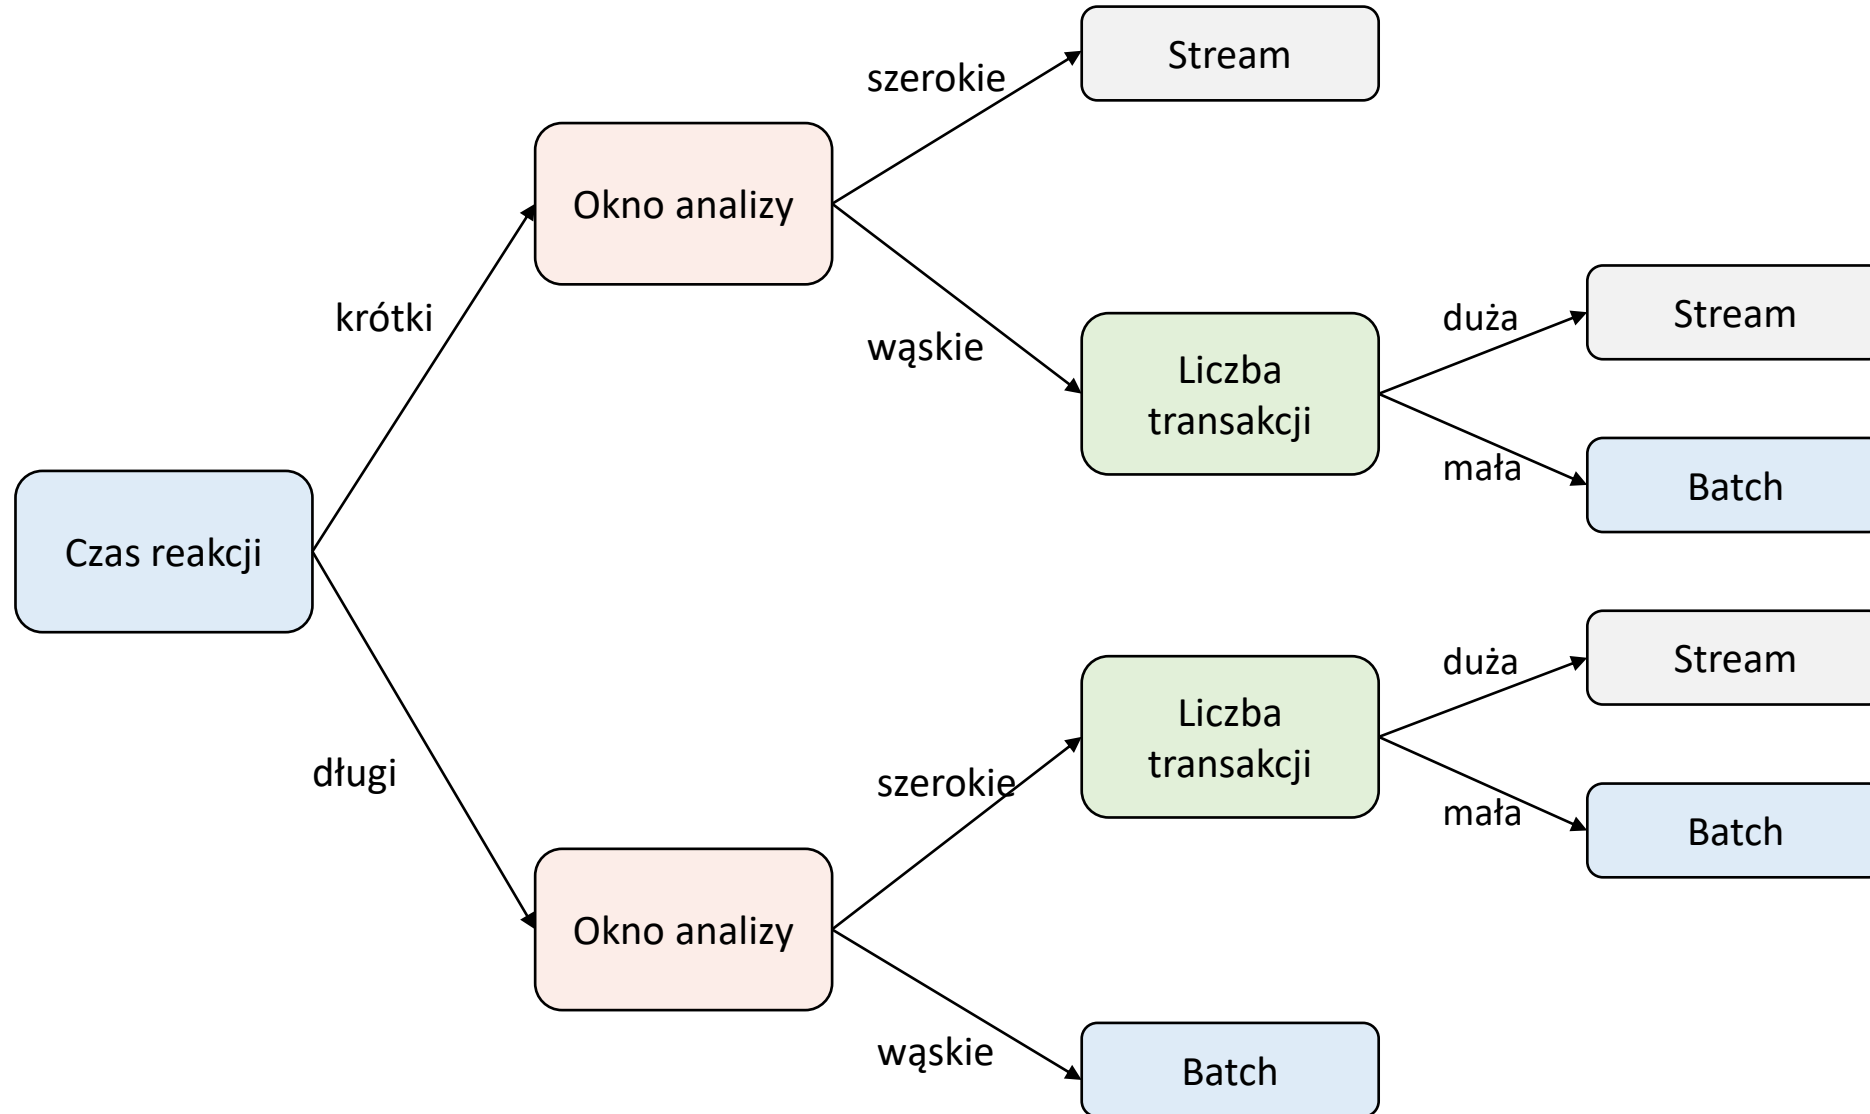 Stream
szerokie
Okno analizy
krótki
wąskie
Liczba
transakcji
duża
Stream
mała
Batch
Czas reakcji
długi
szerokie
Liczba
transakcji
duża
Stream
mała
Batch
Okno analizy
wąskie
Batch